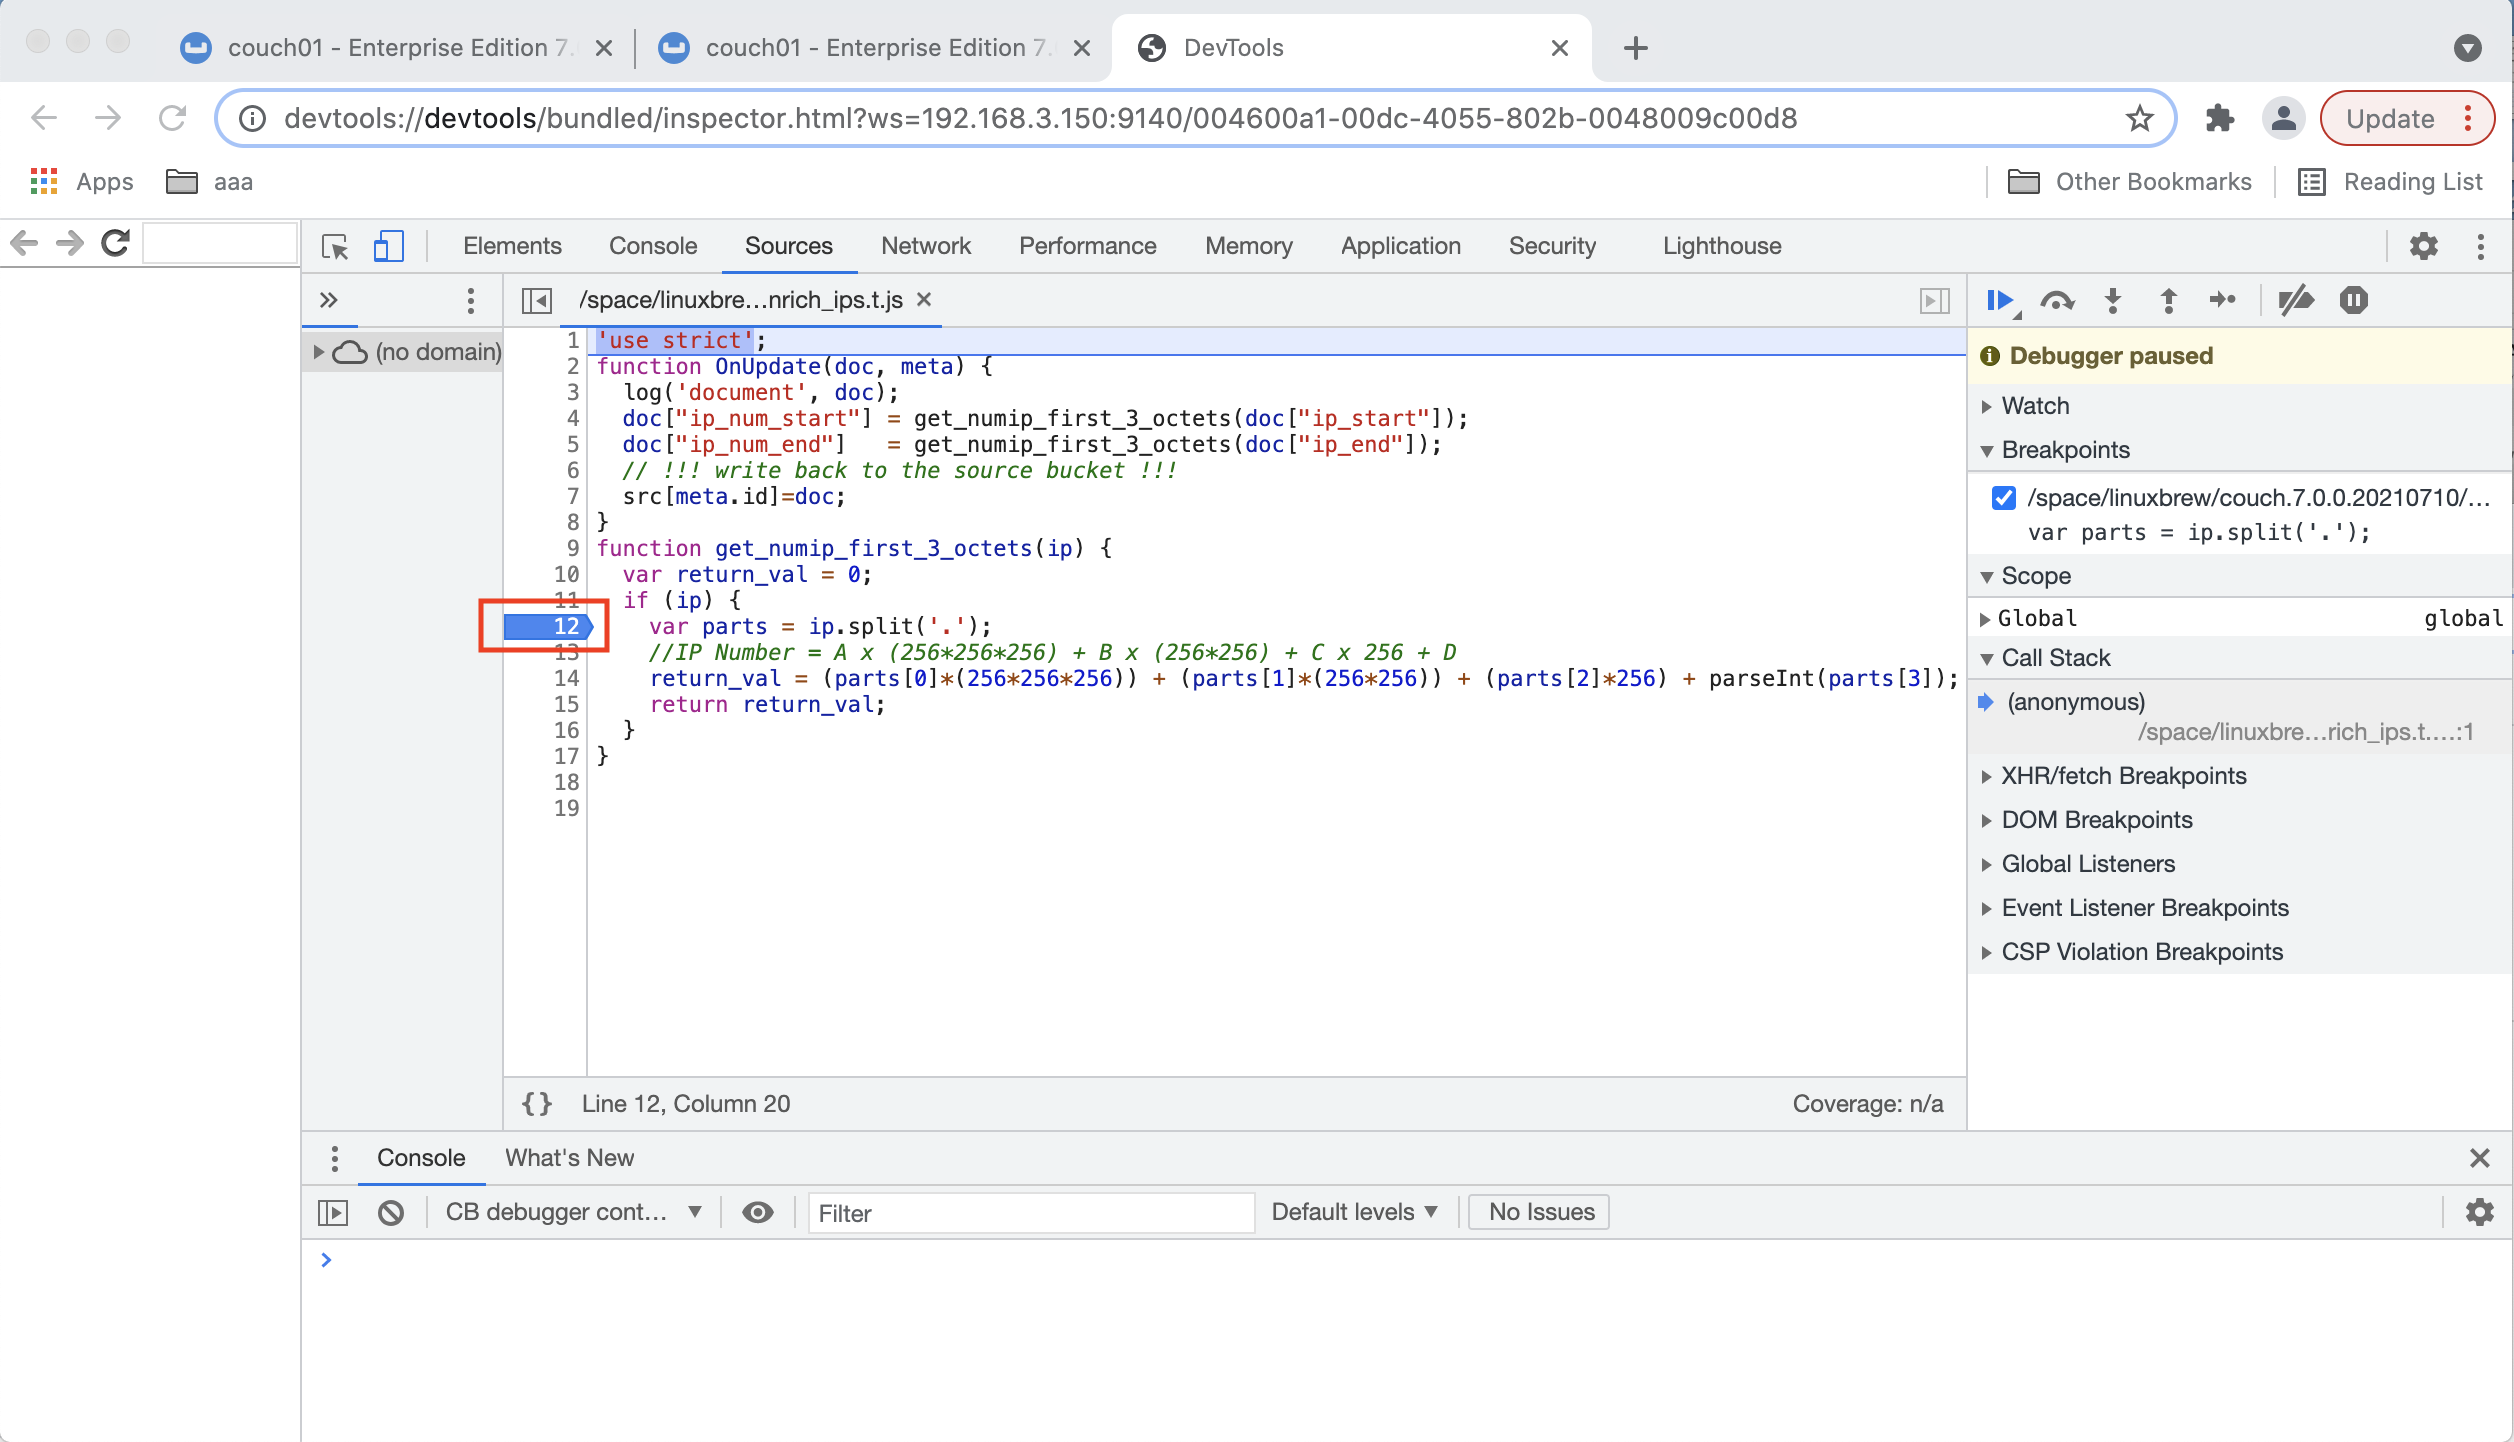 couch01 - Enterprise Edition 7.
couch01 - Enterprise Edition 7.
DevTools
devtools://devtools/bundled/inspector.html?ws=192.168.3.150:9140/004600a1-00dc-4055-802b-0048009c00d8
Update
Apps
aaa
Other Bookmarks
Reading List
Elements
Console
Sources
Network
Performance
Memory
Application
Security
Lighthouse
(no domain)
/space/linuxbre…nrich_ips.t.js
1 'use strict';
2 function OnUpdate(doc, meta) {
3   log('document', doc);
4   doc["ip_num_start"] = get_numip_first_3_octets(doc["ip_start"]);
5   doc["ip_num_end"]   = get_numip_first_3_octets(doc["ip_end"]);
6   // !!! write back to the source bucket !!!
7   src[meta.id]=doc;
8 }
9 function get_numip_first_3_octets(ip) {
10   var return_val = 0;
11   if (ip) {
12     var parts = ip.split('.');
13     //IP Number = A x (256*256*256) + B x (256*256) + C x 256 + D
14     return_val = (parts[0]*(256*256*256)) + (parts[1]*(256*256)) + (parts[2]*256) + parseInt(parts[3]);
15     return return_val;
16   }
17 }
18
19
{} Line 12, Column 20
Coverage: n/a
Debugger paused
Watch
Breakpoints
/space/linuxbrew/couch.7.0.0.20210710/…
var parts = ip.split('.');
Scope
Global global
Call Stack
(anonymous)
/space/linuxbre…rich_ips.t.…:1
XHR/fetch Breakpoints
DOM Breakpoints
Global Listeners
Event Listener Breakpoints
CSP Violation Breakpoints
Console
What's New
CB debugger cont…
Filter
Default levels
No Issues